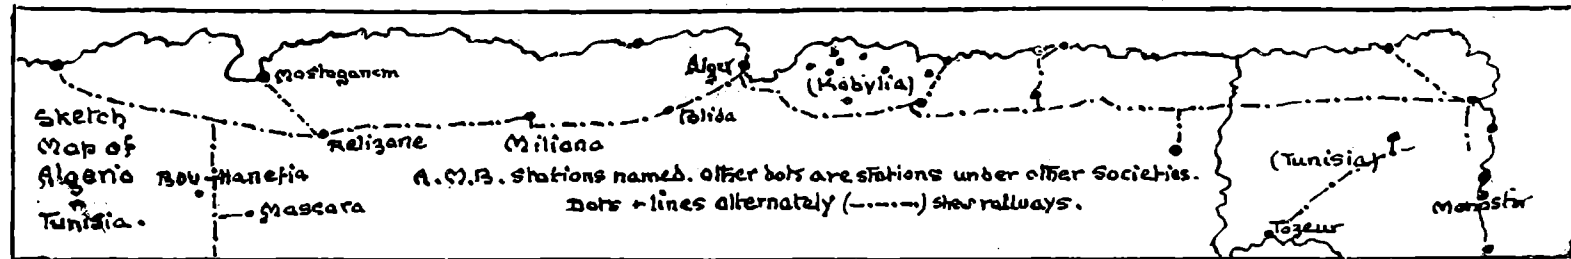 Mostaganem
Alger
(Kabylia)
Sketch
Map of
Algeria
&
Tunisia.
Relizane
Miliana
Blida
Bou-Hanefia
Mascara
A.M.B. Stations named. Other dots are stations under other Societies.
Dots + lines alternately (-.-.-.-) shew railways.
(Tunisia)
Tozeur
Monastir